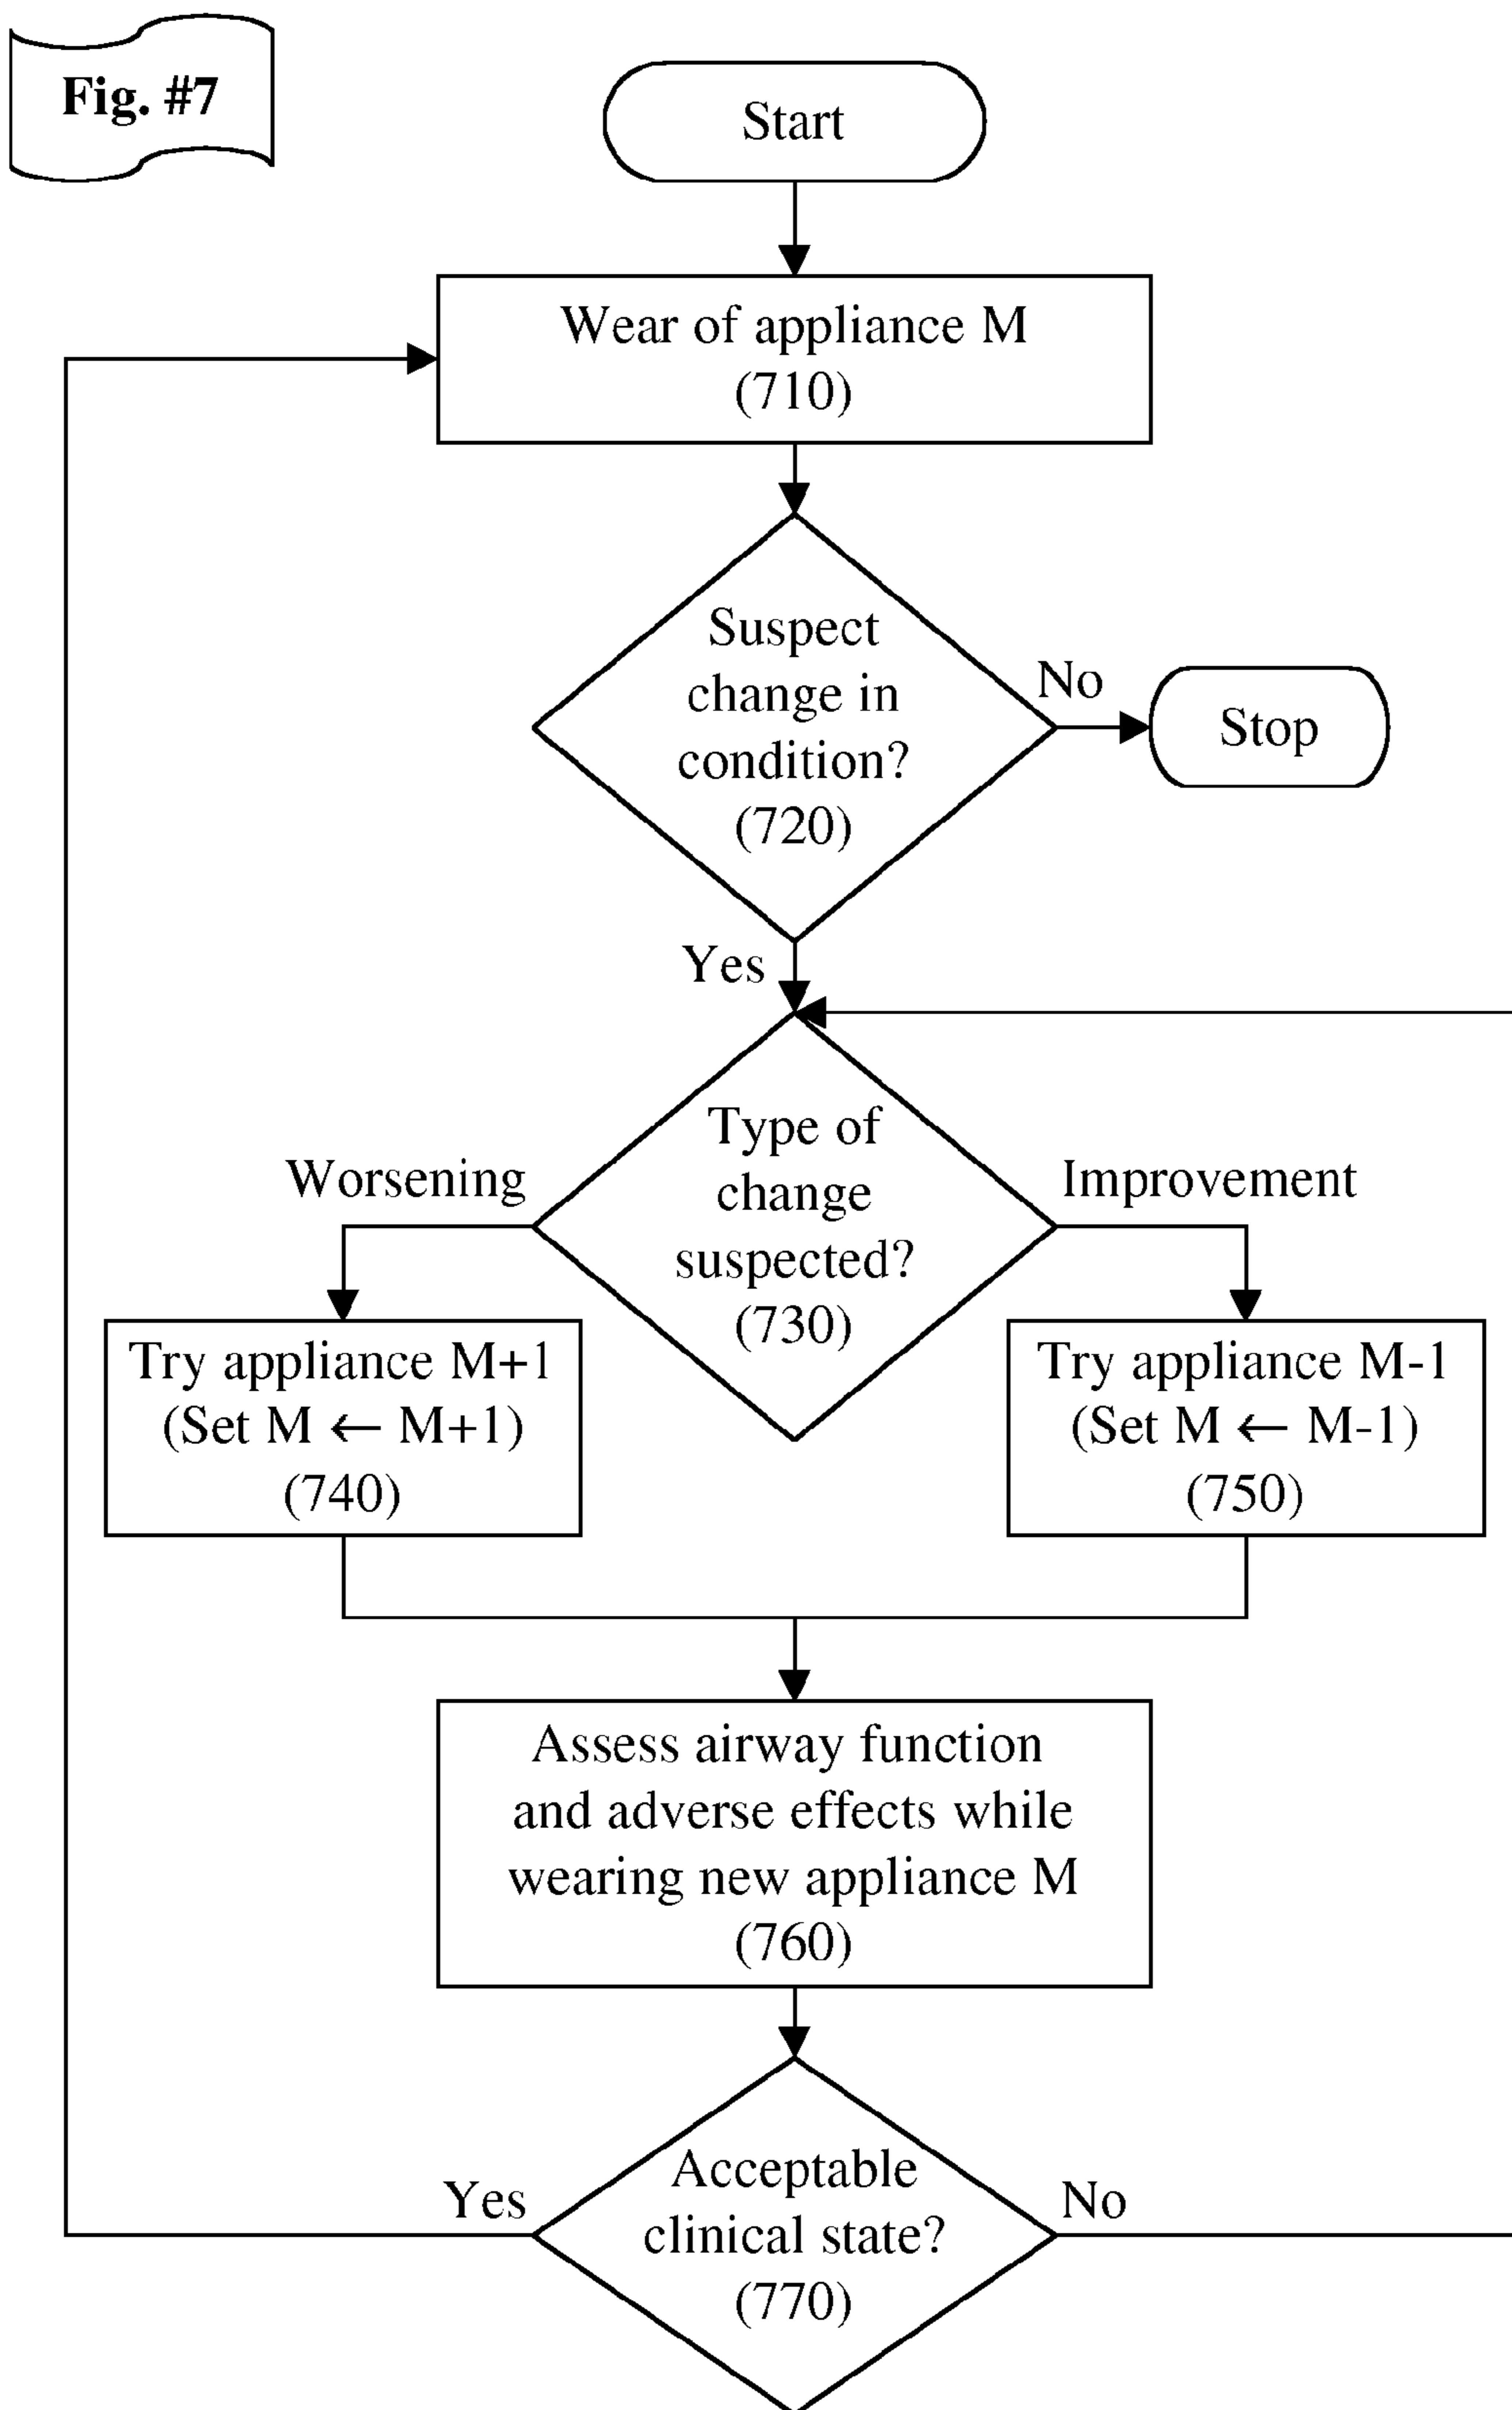 Fig. #7
Start
Wear of appliance M
(710)
Suspect
change in
condition?
(720)
No
Stop
Yes
Type of
change
suspected?
(730)
Worsening
Improvement
Try appliance M+1
(Set M ← M+1)
(740)
Try appliance M-1
(Set M ← M-1)
(750)
Assess airway function
and adverse effects while
wearing new appliance M
(760)
Acceptable
clinical state?
(770)
Yes
No